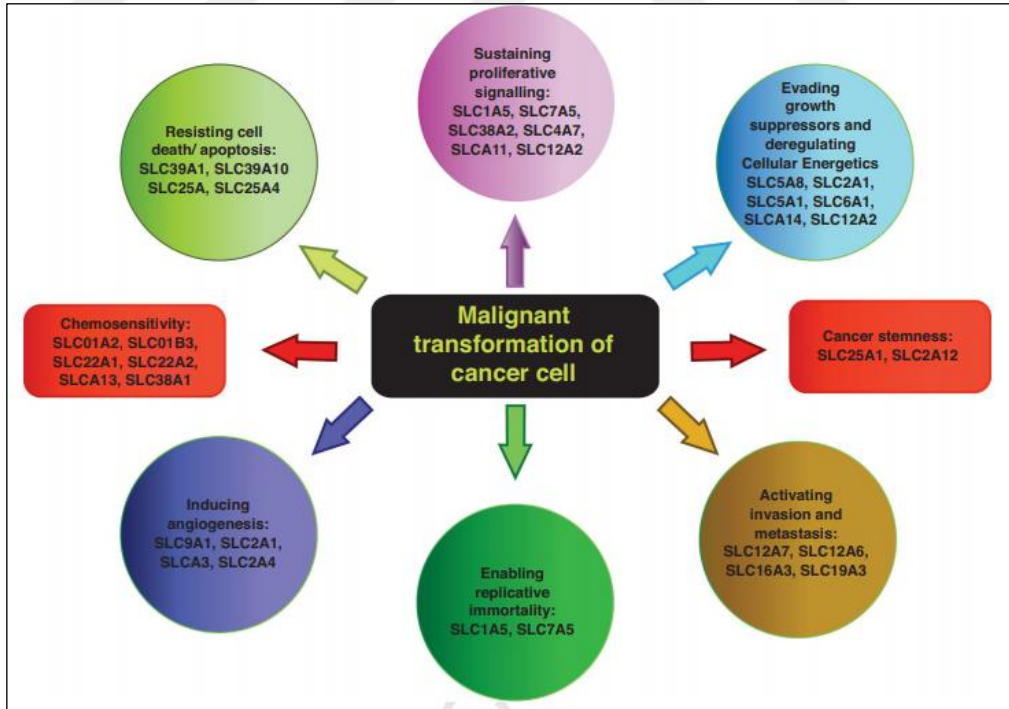 Sustaining
proliferative
signalling:
SLC1A5, SLC7A5,
SLC38A2, SLC4A7,
SLCA11, SLC12A2
Resisting cell
death/ apoptosis:
SLC39A1, SLC39A10
SLC25A, SLC25A4
Evading
growth
suppressors and
deregulating
Cellular Energetics
SLC5A8, SLC2A1,
SLC5A1, SLC6A1,
SLCA14, SLC12A2
Chemosensitivity:
SLC01A2, SLC01B3,
SLC22A1, SLC22A2,
SLCA13, SLC38A1
Malignant
transformation of
cancer cell
Cancer stemness:
SLC25A1, SLC2A12
Inducing
angiogenesis:
SLC9A1, SLC2A1,
SLCA3, SLC2A4
Enabling
replicative
immortality:
SLC1A5, SLC7A5
Activating
invasion and
metastasis:
SLC12A7, SLC12A6,
SLC16A3, SLC19A3